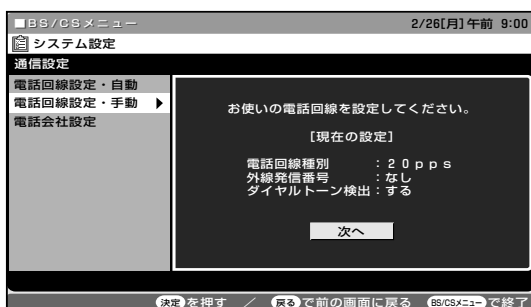 ■BS/CSメニュー 2/26[月]午前 9:00
システム設定
通信設定
電話回線設定・自動
電話回線設定・手動 ▶
電話会社設定
お使いの電話回線を設定してください。
[現在の設定]
電話回線種別 :20pps
外線発信番号 :なし
ダイヤルトーン検出:する
次へ
決定を押す / 戻るで前の画面に戻る BS/CSメニューで終了